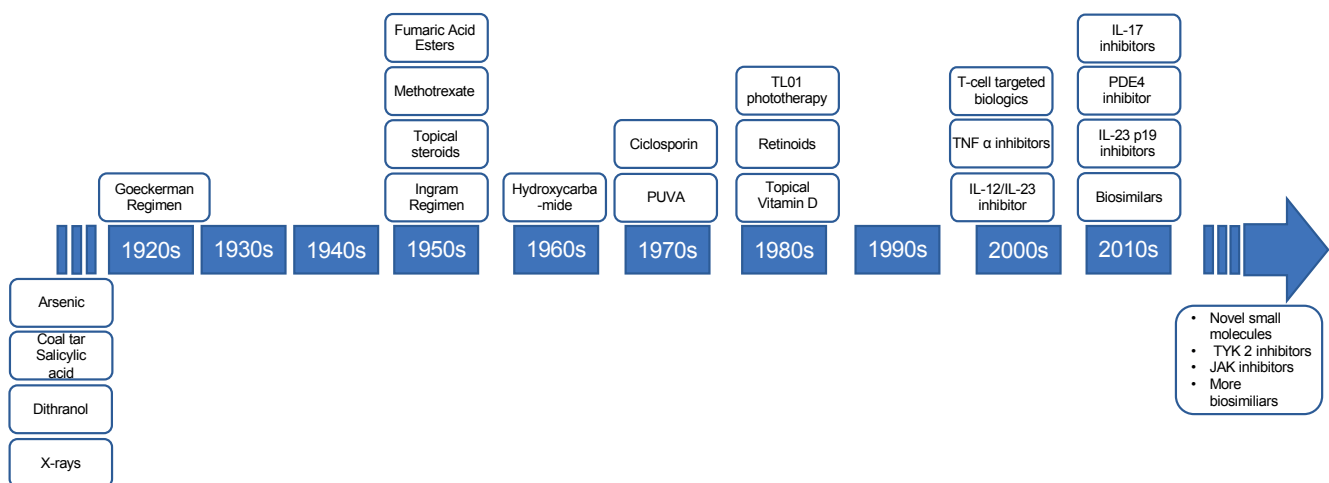 Fumaric Acid
Esters
Methotrexate
Topical
steroids
Ingram
Regimen
Goeckerman
Regimen
Hydroxycarba
-mide
Ciclosporin
PUVA
TL01
phototherapy
Retinoids
Topical
Vitamin D
T-cell targeted
biologics
TNF α inhibitors
IL-12/IL-23
inhibitor
IL-17
inhibitors
PDE4
inhibitor
IL-23 p19
inhibitors
Biosimilars
1920s
1930s
1940s
1950s
1960s
1970s
1980s
1990s
2000s
2010s
Arsenic
Coal tar
Salicylic
acid
Dithranol
X-rays
• Novel small
molecules
• TYK 2 inhibitors
• JAK inhibitors
• More
biosimiliars